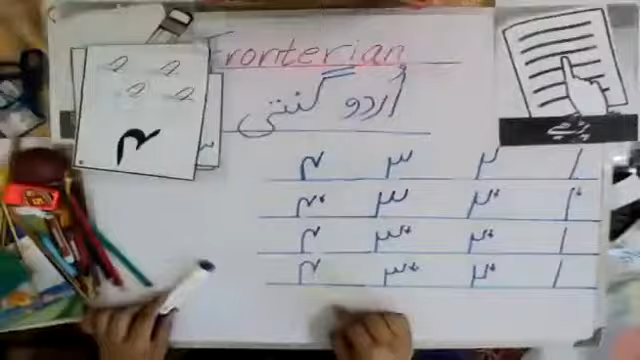 Fronterian
اُردو گنتی
پڑھیے
۴
۱ ۲ ۳ ۴
۱ ۲ ۳ ۴
۱ ۲ ۳ ۴
۱ ۲ ۳ ۴